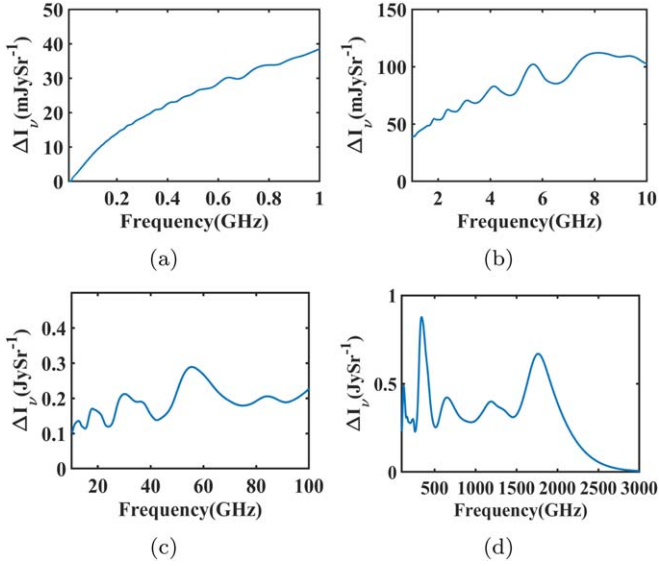 50
40
30
20
10
0
0.2 0.4 0.6 0.8 1
ΔI_ν(mJySr⁻¹)
Frequency(GHz)
(a)
150
100
50
0
2 4 6 8 10
ΔI_ν(mJySr⁻¹)
Frequency(GHz)
(b)
0.4
0.3
0.2
0.1
0
20 40 60 80 100
ΔI_ν(JySr⁻¹)
Frequency(GHz)
(c)
1
0.5
0
500 1000 1500 2000 2500 3000
ΔI_ν(JySr⁻¹)
Frequency(GHz)
(d)